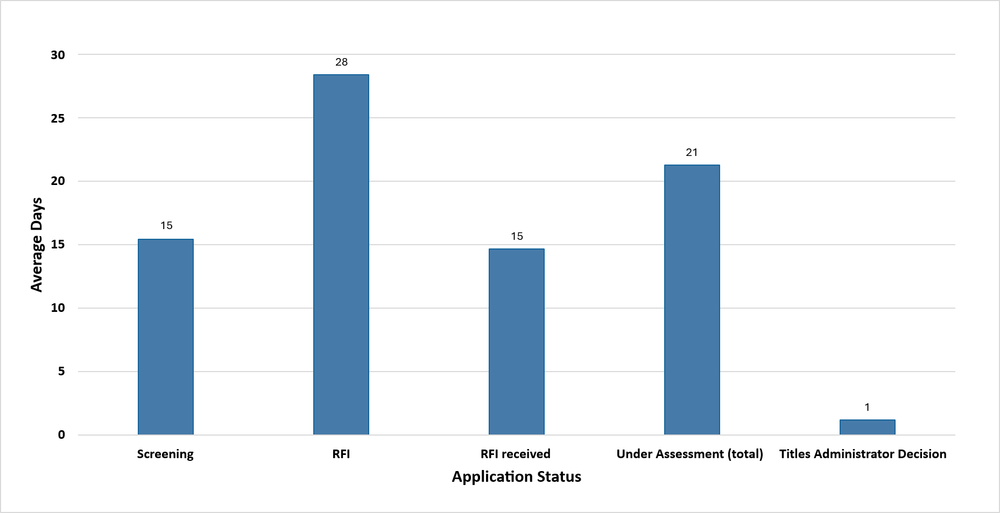 30
25
20
15
10
5
0
Average Days
15
28
15
21
1
Screening
RFI
RFI received
Under Assessment (total)
Titles Administrator Decision
Application Status